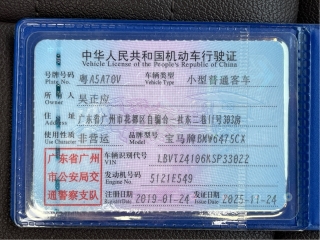 中华人民共和国机动车行驶证
Vehicle License of the People's Republic of China
号牌号码 粤A5A70V 车辆类型 小型普通客车
Plate No. Vehicle Type
所有人 吴正应
Owner
住址 广东省广州市花都区自编合一社东二巷17号303房
Address
使用性质 非营运 品牌型号 宝马牌BMW6475CX
Use Character Model
广东省广州
市公安局交
通警察支队
车辆识别代号 LBV1Z4106KSP33022
VIN
发动机号码 5121E549
Engine No.
注册日期 2019-01-24 发证日期 2025-11-24
Register Date Issue Date